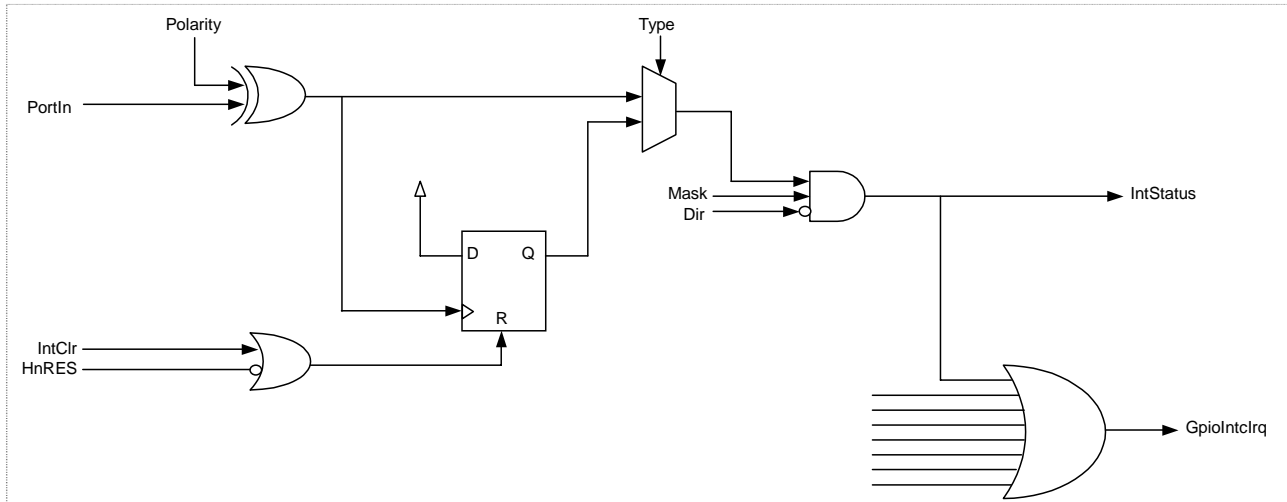 Polarity
Type
PortIn
Mask
Dir
IntStatus
D
Q
R
IntClr
HnRES
GpioIntcIrq